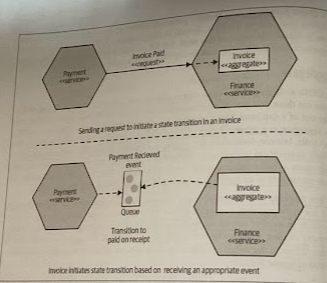 Invoice Paid
<<request>>
Payment
<<service>>
Invoice
<<aggregate>>
Finance
<<service>>
Sending a request to initiate a state transition in an invoice
Payment Recieved
event
Payment
<<service>>
Queue
Invoice
<<aggregate>>
Transition to
paid on receipt
Finance
<<service>>
Invoice initiates state transition based on receiving an appropriate event